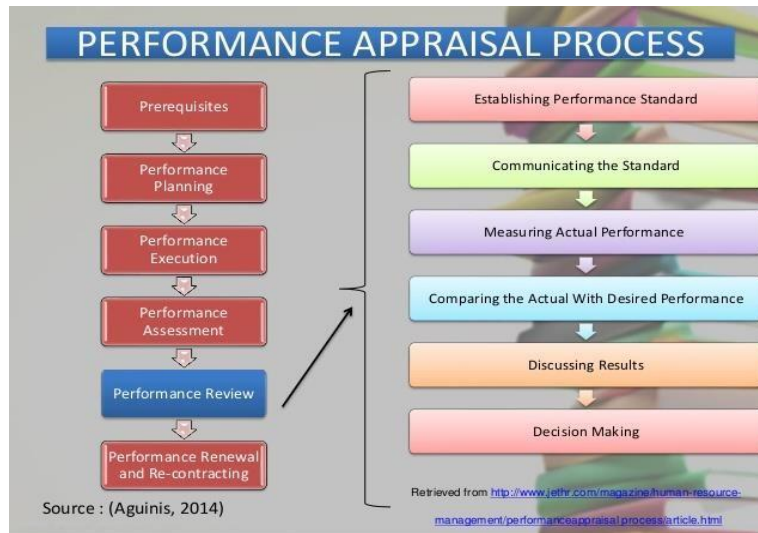 PERFORMANCE APPRAISAL PROCESS
Prerequisites
Performance
Planning
Performance
Execution
Performance
Assessment
Performance Review
Performance Renewal
and Re-contracting
Source : (Aguinis, 2014)
Establishing Performance Standard
Communicating the Standard
Measuring Actual Performance
Comparing the Actual With Desired Performance
Discussing Results
Decision Making
Retrieved from http://www.jethr.com/magazine/human-resource-
management/performanceappraisal process/article.html